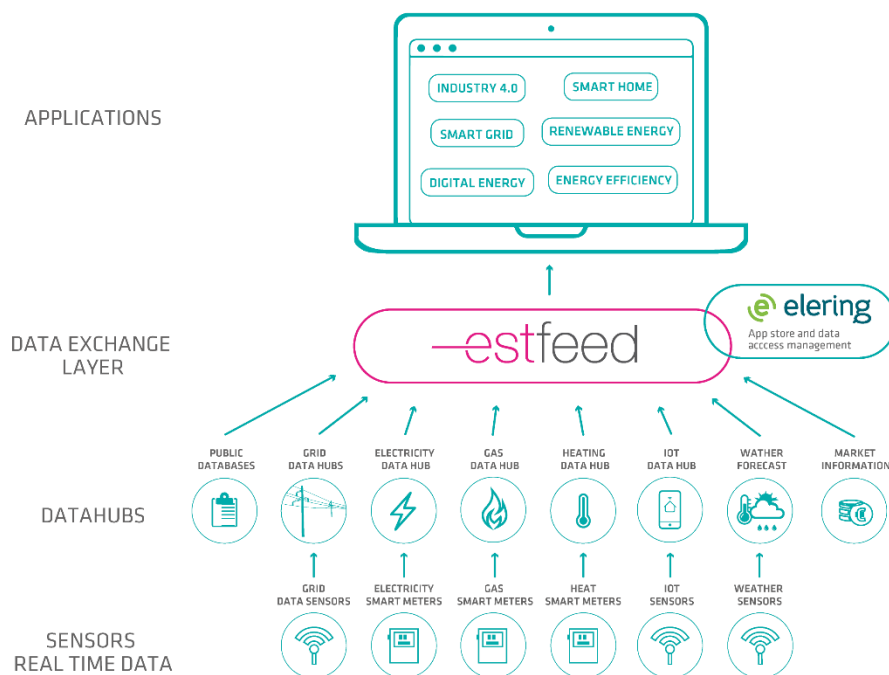 APPLICATIONS
INDUSTRY 4.0
SMART HOME
SMART GRID
RENEWABLE ENERGY
DIGITAL ENERGY
ENERGY EFFICIENCY
DATA EXCHANGE
LAYER
estfeed
e elering
App store and data
acccess management
PUBLIC
DATABASES
GRID
DATA HUBS
ELECTRICITY
DATA HUB
GAS
DATA HUB
HEATING
DATA HUB
IOT
DATA HUB
WATHER
FORECAST
MARKET
INFORMATION
DATAHUBS
GRID
DATA SENSORS
ELECTRICITY
SMART METERS
GAS
SMART METERS
HEAT
SMART METERS
IOT
SENSORS
WEATHER
SENSORS
SENSORS
REAL TIME DATA